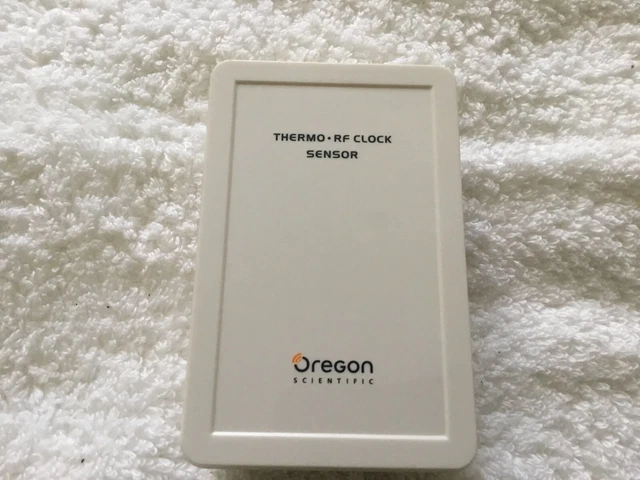 THERMO • RF CLOCK
SENSOR
Oregon
SCIENTIFIC